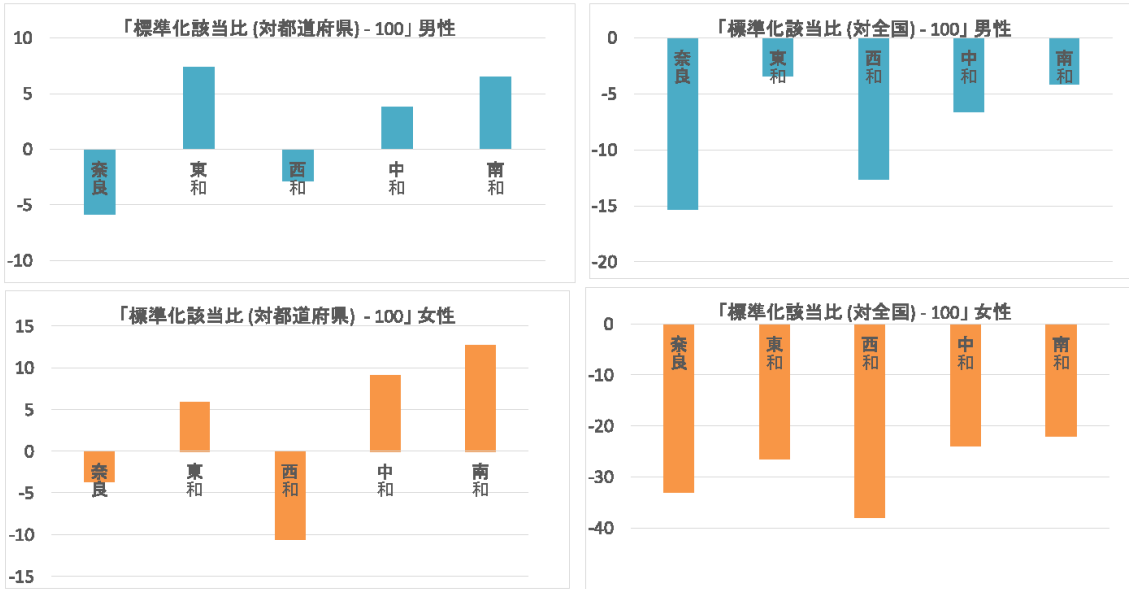 「標準化該当比 (対都道府県) - 100」 男性
10
5
0
-5
-10
奈良
東和
西和
中和
南和
「標準化該当比 (対全国) - 100」 男性
0
-5
-10
-15
-20
奈良
東和
西和
中和
南和
「標準化該当比 (対都道府県) - 100」 女性
15
10
5
0
-5
-10
-15
奈良
東和
西和
中和
南和
「標準化該当比 (対全国) - 100」 女性
-0
-10
-20
-30
-40
奈良
東和
西和
中和
南和